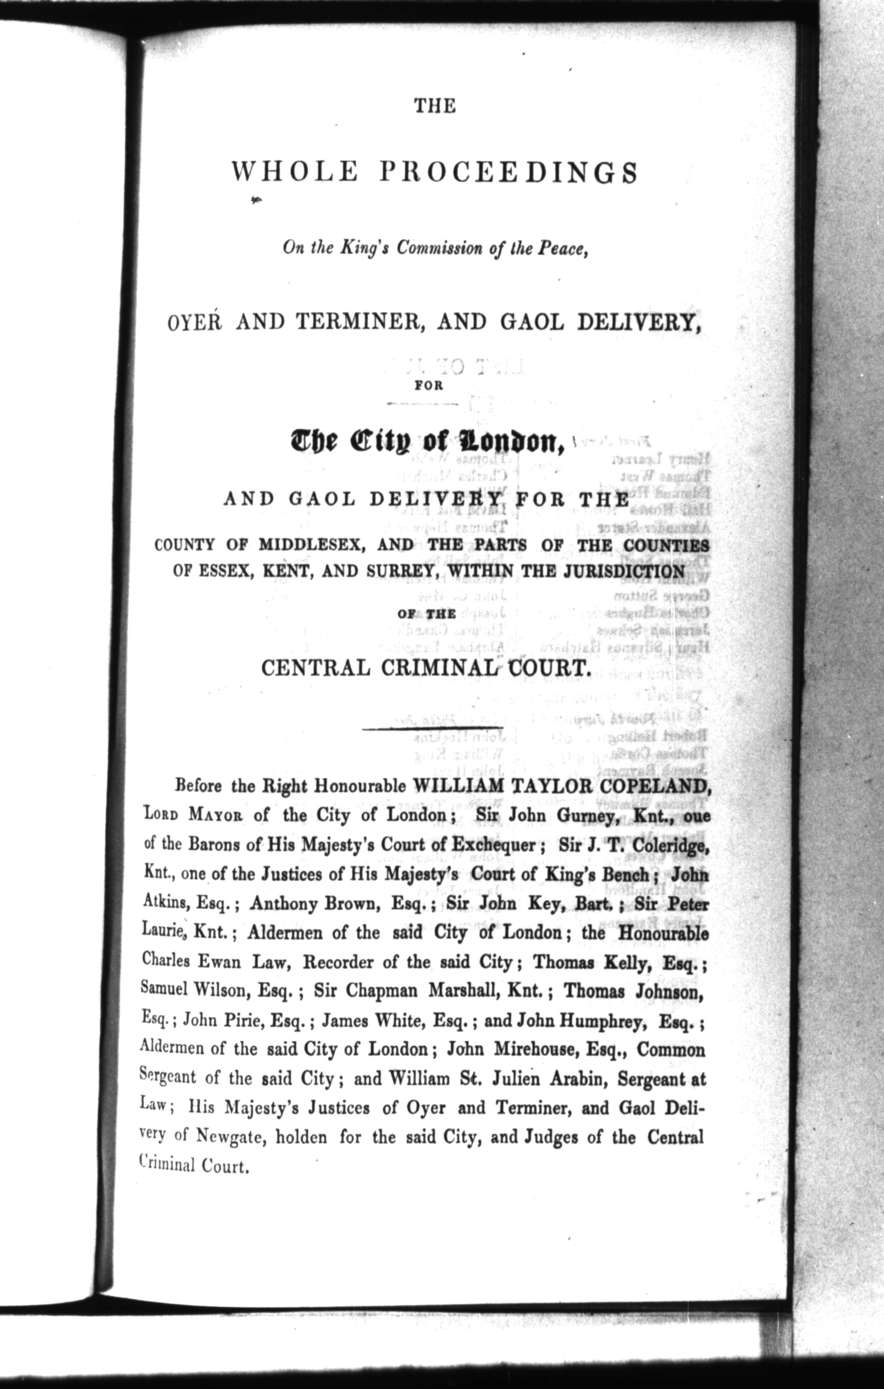 THE
WHOLE PROCEEDINGS
On the King's Commission of the Peace,
OYER AND TERMINER, AND GAOL DELIVERY,
FOR
The City of London,
AND GAOL DELIVERY FOR THE
COUNTY OF MIDDLESEX, AND THE PARTS OF THE COUNTIES
OF ESSEX, KENT, AND SURREY, WITHIN THE JURISDICTION
OF THE
CENTRAL CRIMINAL COURT.
Before the Right Honourable WILLIAM TAYLOR COPELAND,
LORD MAYOR of the City of London; Sir John Gurney, Knt., one
of the Barons of His Majesty's Court of Exchequer; Sir J. T. Coleridge,
Knt., one of the Justices of His Majesty's Court of King's Bench; John
Atkins, Esq.; Anthony Brown, Esq.; Sir John Key, Bart.; Sir Peter
Laurie, Knt.; Aldermen of the said City of London; the Honourable
Charles Ewan Law, Recorder of the said City; Thomas Kelly, Esq.;
Samuel Wilson, Esq.; Sir Chapman Marshall, Knt.; Thomas Johnson,
Esq.; John Pirie, Esq.; James White, Esq.; and John Humphrey, Esq.;
Aldermen of the said City of London; John Mirehouse, Esq., Common
Sergeant of the said City; and William St. Julien Arabin, Sergeant at
Law; His Majesty's Justices of Oyer and Terminer, and Gaol Deli-
very of Newgate, holden for the said City, and Judges of the Central
Criminal Court.